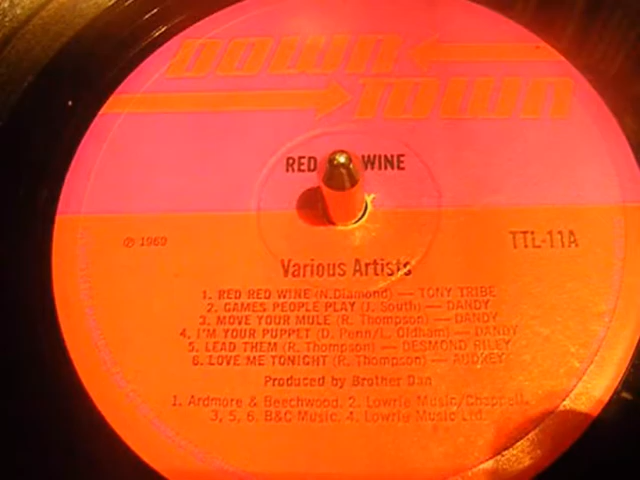 DOWN
TOWN
RED WINE
℗ 1969
TTL-11A
Various Artists
1. RED RED WINE (N.Diamond) — TONY TRIBE
2. GAMES PEOPLE PLAY (J. South) — DANDY
3. MOVE YOUR MULE (R. Thompson) — DANDY
4. I'M YOUR PUPPET (D. Penn/L. Oldham) — DANDY
5. LEAD THEM (R. Thompson) — DESMOND RILEY
6. LOVE ME TONIGHT (R. Thompson) — AUDREY
Produced by Brother Dan
1. Ardmore & Beechwood. 2. Lowrie Music/Chappell.
3, 5, 6. B&C Music. 4. Lowrie Music Ltd.